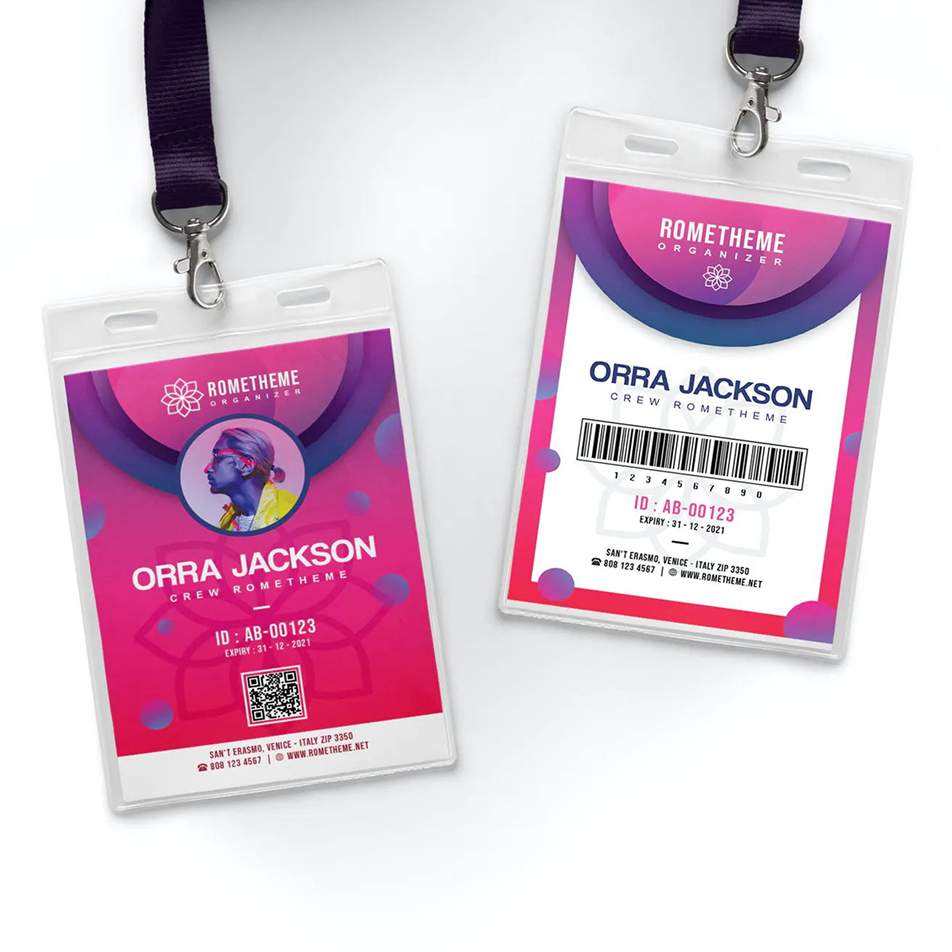 ROMETHEME
ORGANIZER
ORRA JACKSON
CREW ROMETHEME
ID : AB-00123
EXPIRY : 31 - 12 - 2021
SAN'T ERASMO, VENICE - ITALY ZIP 3350
☎ 808 123 4567 | WWW.ROMETHEME.NET
ROMETHEME
ORGANIZER
ORRA JACKSON
CREW ROMETHEME
1 2 3 4 5 6 7 8 9 0
ID : AB-00123
EXPIRY : 31 - 12 - 2021
SAN'T ERASMO, VENICE - ITALY ZIP 3350
☎ 808 123 4567 | WWW.ROMETHEME.NET